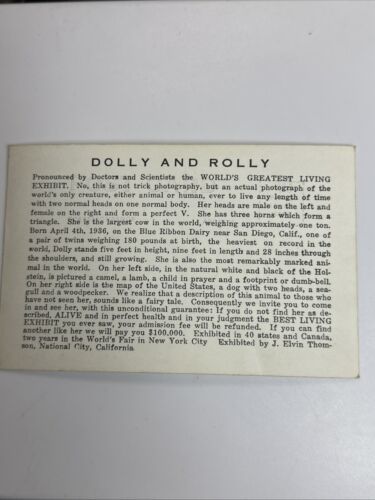 DOLLY AND ROLLY
Pronounced by Doctors and Scientists the WORLD'S GREATEST LIVING
EXHIBIT. No, this is not trick photography, but an actual photograph of the
world's only creature, either animal or human, ever to live any length of time
with two normal heads on one normal body. Her heads are male on the left and
female on the right and form a perfect V. She has three horns which form a
triangle. She is the largest cow in the world, weighing approximately one ton.
Born April 4th, 1936, on the Blue Ribbon Dairy near San Diego, Calif., one of
a pair of twins weighing 180 pounds at birth, the heaviest on record in the
world, Dolly stands five feet in height, nine feet in length and 28 inches through
the shoulders, and still growing. She is also the most remarkably marked ani-
mal in the world. On her left side, in the natural white and black of the Hol-
stein, is pictured a camel, a lamb, a child in prayer and a footprint or dumb-bell.
On her right side is the map of the United States, a dog with two heads, a sea-
gull and a woodpecker. We realize that a description of this animal to those who
have not seen her, sounds like a fairy tale. Consequently we invite you to come
in and see her, with this unconditional guarantee: If you do not find her as de-
scribed, ALIVE and in perfect health and in your judgment the BEST LIVING
EXHIBIT you ever saw, your admission fee will be refunded. If you can find
another like her we will pay you $100,000. Exhibited in 40 states and Canada,
two years in the World's Fair in New York City Exhibited by J. Elvin Thom-
son, National City, California